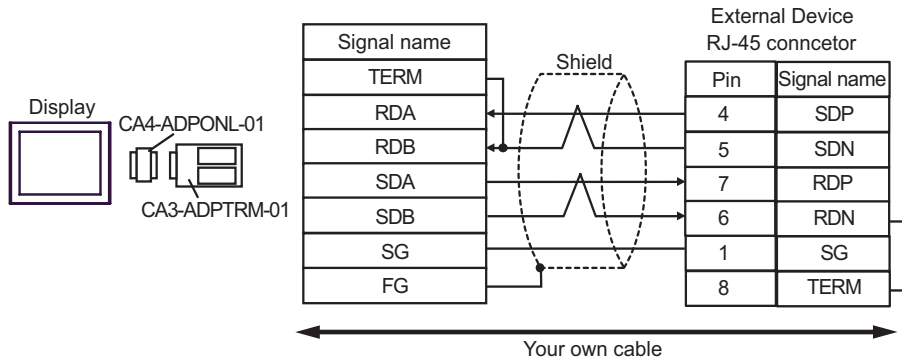 Display
CA4-ADPONL-01
CA3-ADPTRM-01
Signal name
TERM
RDA
RDB
SDA
SDB
SG
FG
Shield
External Device
RJ-45 conncetor
Pin Signal name
4 SDP
5 SDN
7 RDP
6 RDN
1 SG
8 TERM
Your own cable